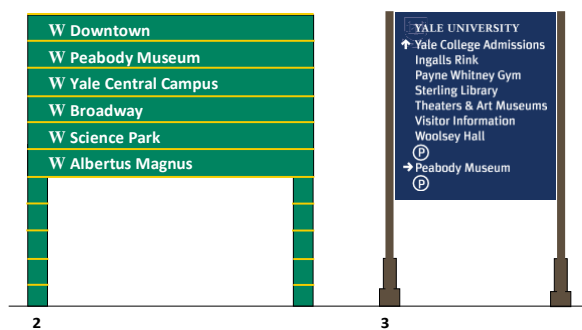 W Downtown
W Peabody Museum
W Yale Central Campus
W Broadway
W Science Park
W Albertus Magnus
2
YALE UNIVERSITY
↑ Yale College Admissions
Ingalls Rink
Payne Whitney Gym
Sterling Library
Theaters & Art Museums
Visitor Information
Woolsey Hall
P
→ Peabody Museum
P
3